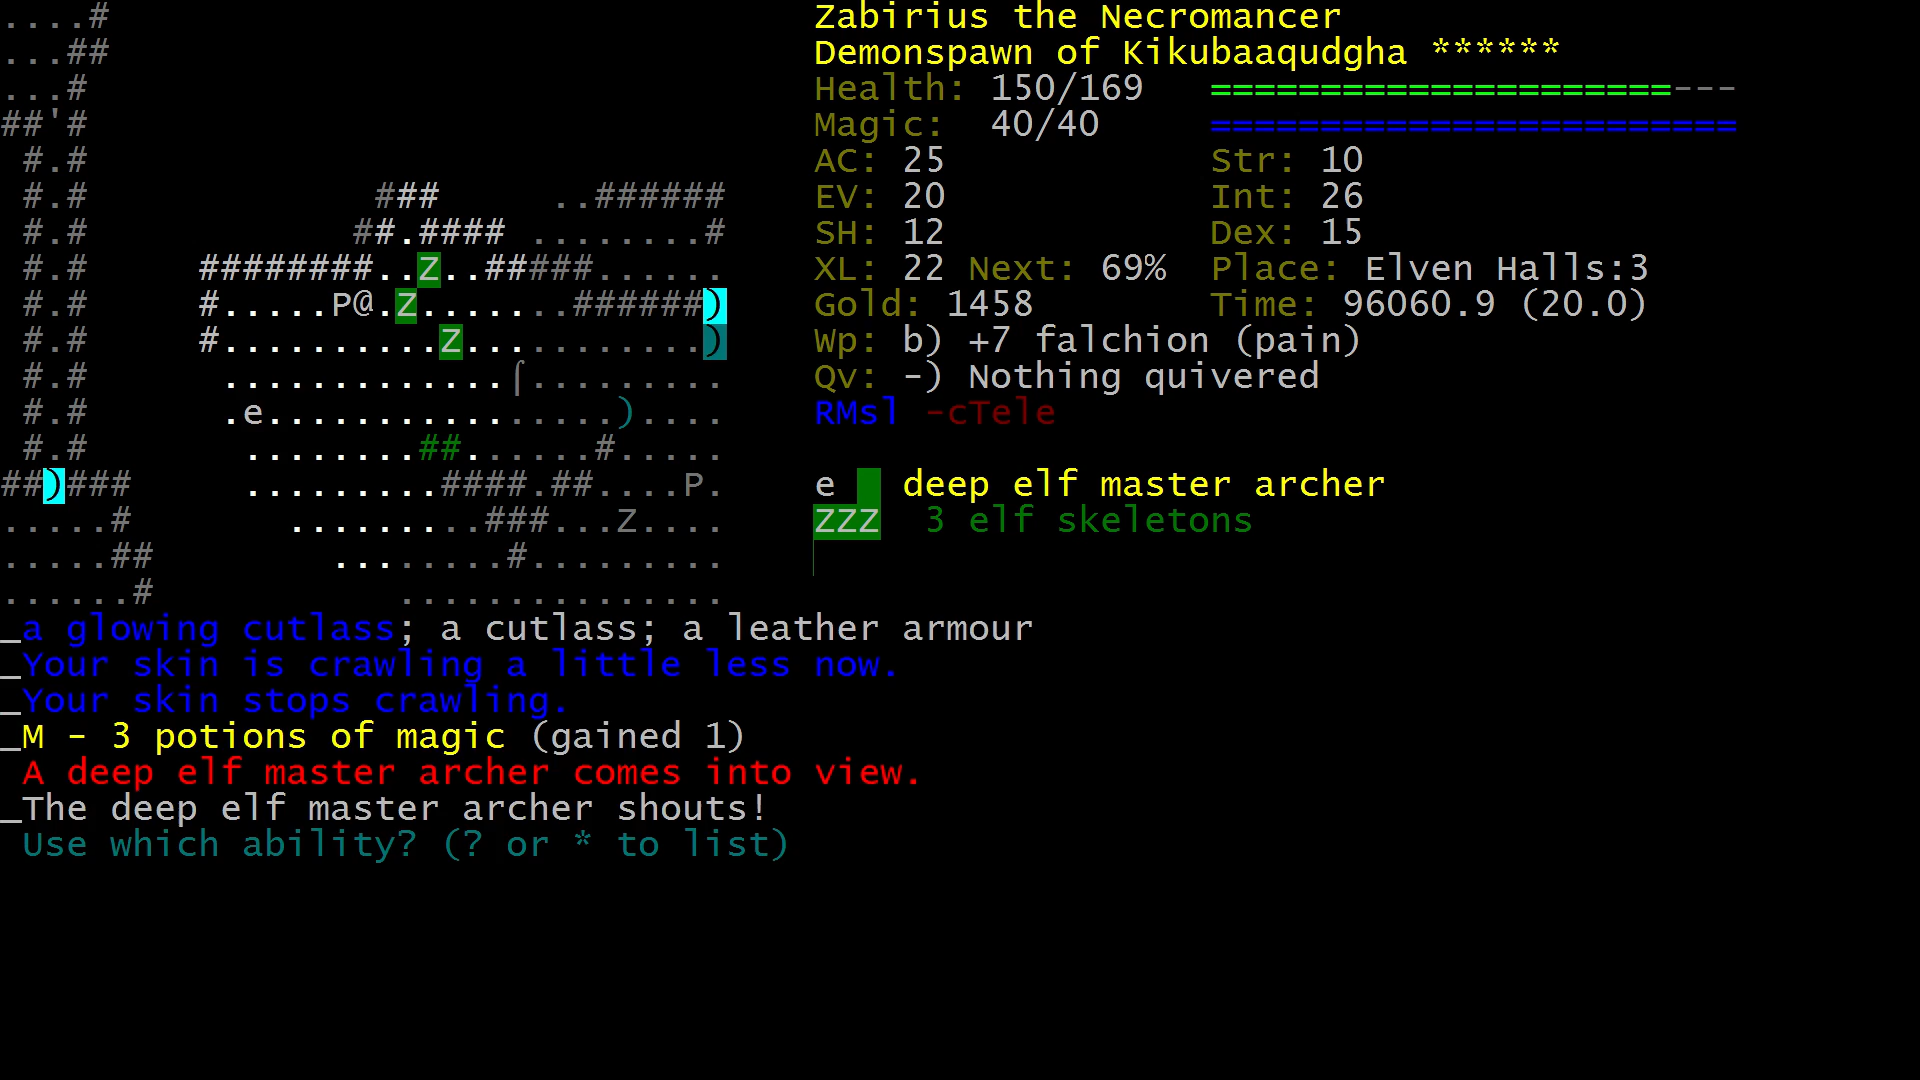 ....#
...##
...#
##'#
#.#
#.# ### ..######
#.# ##.#### ........#
#.# ########..Z..#####......
#.# #.....P@.Z........######)
#.# #..........Z............)
#.# .............⌠.........
#.# .e................)....
#.# ........##.......#.....
##)### .........####.##....P.
.....# .........###...Z....
.....## ........#.........
......# ...............
Zabirius the Necromancer
Demonspawn of Kikubaaqudgha ******
Health: 150/169 =====================---
Magic: 40/40 ========================
AC: 25 Str: 10
EV: 20 Int: 26
SH: 12 Dex: 15
XL: 22 Next: 69% Place: Elven Halls:3
Gold: 1458 Time: 96060.9 (20.0)
Wp: b) +7 falchion (pain)
Qv: -) Nothing quivered
RMsl -cTele
e deep elf master archer
ZZZ 3 elf skeletons
_a glowing cutlass; a cutlass; a leather armour
_Your skin is crawling a little less now.
_Your skin stops crawling.
_M - 3 potions of magic (gained 1)
A deep elf master archer comes into view.
_The deep elf master archer shouts!
Use which ability? (? or * to list)